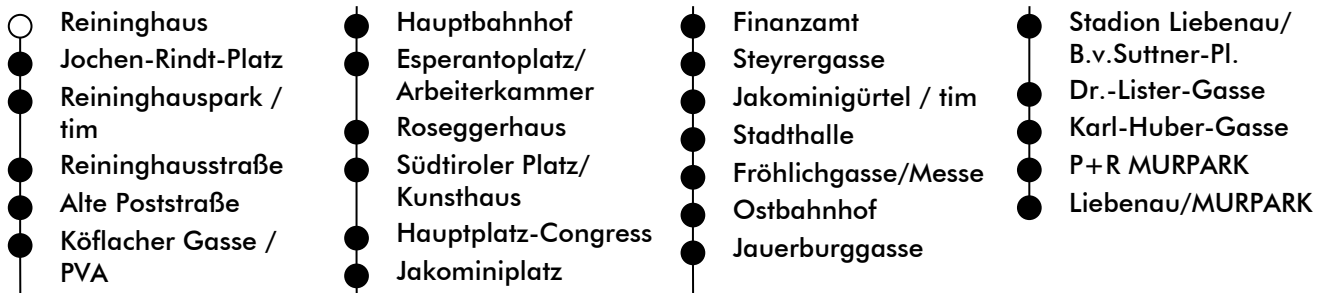 Reininghaus
Jochen-Rindt-Platz
Reininghauspark /
tim
Reininghausstraße
Alte Poststraße
Köflacher Gasse /
PVA
Hauptbahnhof
Esperantoplatz/
Arbeiterkammer
Roseggerhaus
Südtiroler Platz/
Kunsthaus
Hauptplatz-Congress
Jakominiplatz
Finanzamt
Steyrergasse
Jakominigürtel / tim
Stadthalle
Fröhlichgasse/Messe
Ostbahnhof
Jauerburggasse
Stadion Liebenau/
B.v.Suttner-Pl.
Dr.-Lister-Gasse
Karl-Huber-Gasse
P+R MURPARK
Liebenau/MURPARK